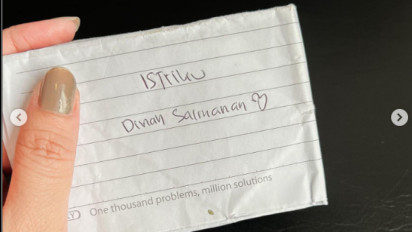 Istriku
Dinah Salmanan ♡
One thousand problems, million solutions